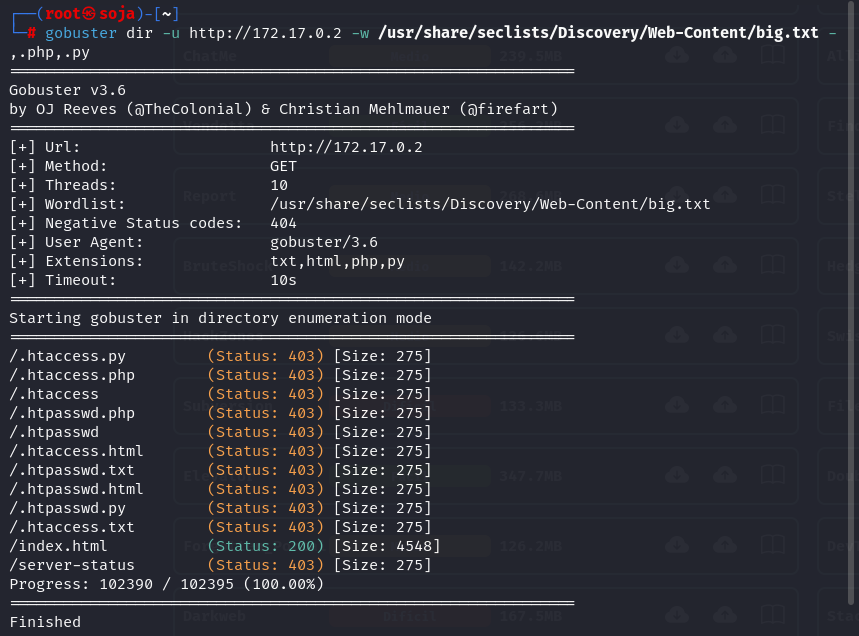 ┌──(root㉿soja)-[~]
└─# gobuster dir -u http://172.17.0.2 -w /usr/share/seclists/Discovery/Web-Content/big.txt -
,.php,.py
===============================================================
Gobuster v3.6
by OJ Reeves (@TheColonial) & Christian Mehlmauer (@firefart)
===============================================================
[+] Url:                     http://172.17.0.2
[+] Method:                  GET
[+] Threads:                 10
[+] Wordlist:                /usr/share/seclists/Discovery/Web-Content/big.txt
[+] Negative Status codes:   404
[+] User Agent:              gobuster/3.6
[+] Extensions:              txt,html,php,py
[+] Timeout:                 10s
===============================================================
Starting gobuster in directory enumeration mode
===============================================================
/.htaccess.py         (Status: 403) [Size: 275]
/.htaccess.php        (Status: 403) [Size: 275]
/.htaccess            (Status: 403) [Size: 275]
/.htpasswd.php        (Status: 403) [Size: 275]
/.htpasswd            (Status: 403) [Size: 275]
/.htaccess.html       (Status: 403) [Size: 275]
/.htpasswd.txt        (Status: 403) [Size: 275]
/.htpasswd.html       (Status: 403) [Size: 275]
/.htpasswd.py         (Status: 403) [Size: 275]
/.htaccess.txt        (Status: 403) [Size: 275]
/index.html           (Status: 200) [Size: 4548]
/server-status        (Status: 403) [Size: 275]
Progress: 102390 / 102395 (100.00%)
===============================================================
Finished